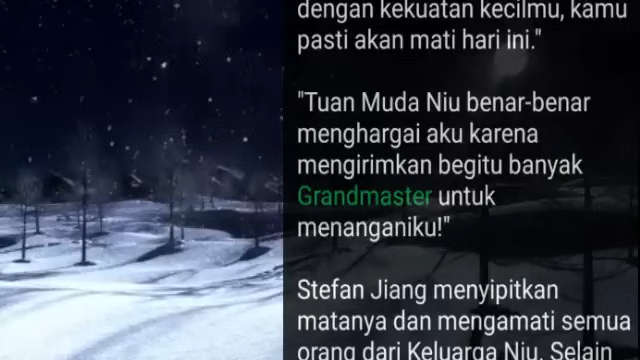 dengan kekuatan kecilmu, kamu
pasti akan mati hari ini."
"Tuan Muda Niu benar-benar
menghargai aku karena
mengirimkan begitu banyak
Grandmaster untuk
menanganiku!"
Stefan Jiang menyipitkan
matanya dan mengamati semua
orang dari Keluarga Niu. Selain